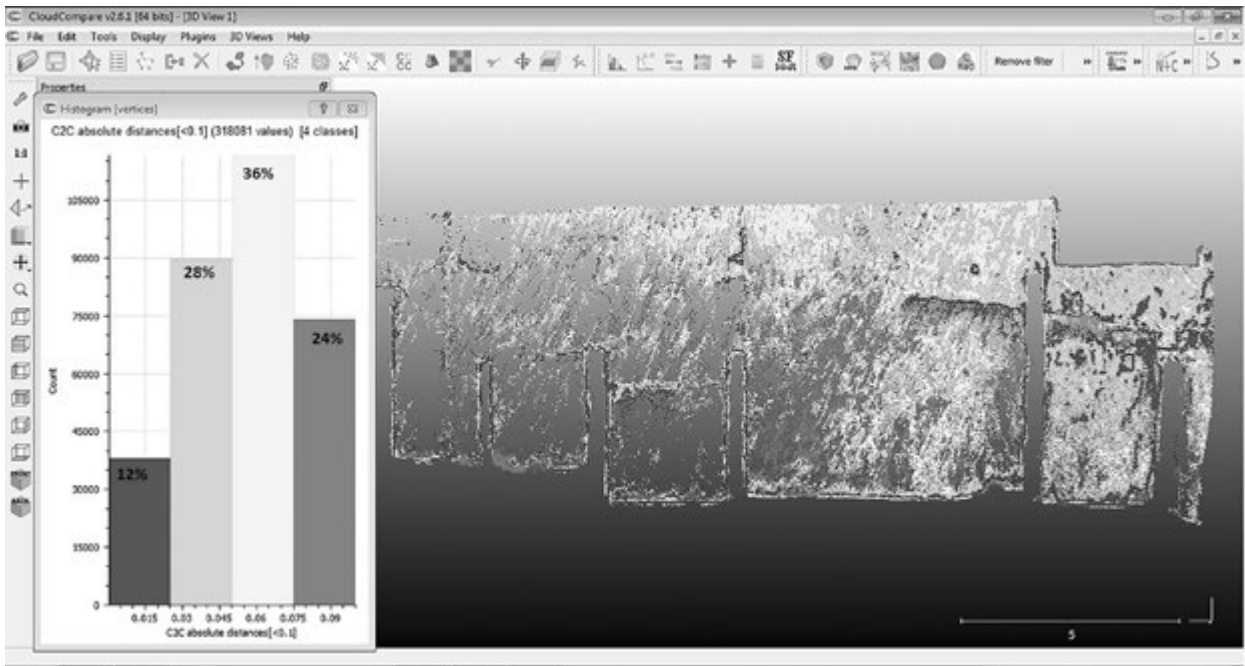 CloudCompare v2.6.1 [64 bits] - [3D View 1]
File Edit Tools Display Plugins 3D Views Help
SF
Remove filter
N+C
Properties
Histogram [vertices]
C2C absolute distances[<0.1] (318081 values) [4 classes]
1:1
36%
105000
90000
28%
75000
24%
Count
60000
45000
12%
30000
15000
0
0.015 0.03 0.045 0.06 0.075 0.09
C2C absolute distances[<0.1]
5